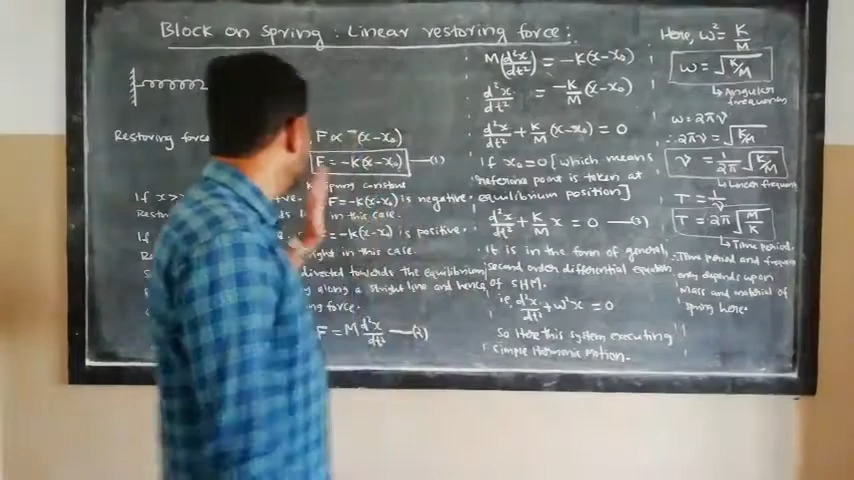 Block on Spring : Linear restoring force :
Restoring force
F ∝ -(x-x₀)
F = -K(x-x₀) —(1)
spring constant
If x>
F=-K(x-x₀) is negative.
Resto in this case.
If
=-K(x-x₀) is positive.
right in this case.
directed towards the equilibrium
along a straight line and hence
ing force.
F = M d²x/dt² —(2)
M(d²x/dt²) = -K(x-x₀)
d²x/dt² = -K/M (x-x₀)
d²x/dt² + K/M (x-x₀) = 0
if x₀=0 [which means
reference point is taken at
equilibrium position]
d²x/dt² + K/M x = 0 —(3)
it is in the form of general
second order differential equation
of SHM.
ie, d²x/dt² + ω²x = 0
So Here this system executing
Simple Harmonic Motion.
Here, ω² = K/M
ω = √K/M
↳ Angular
frequency
ω = 2πν
∴ 2πν = √K/M
ν = 1/2π √K/M
↳ Linear frequency
T = 1/ν
T = 2π√M/K
↳ Time period.
∴ Time period and frequen
only depends upon
mass and material of
spring here.